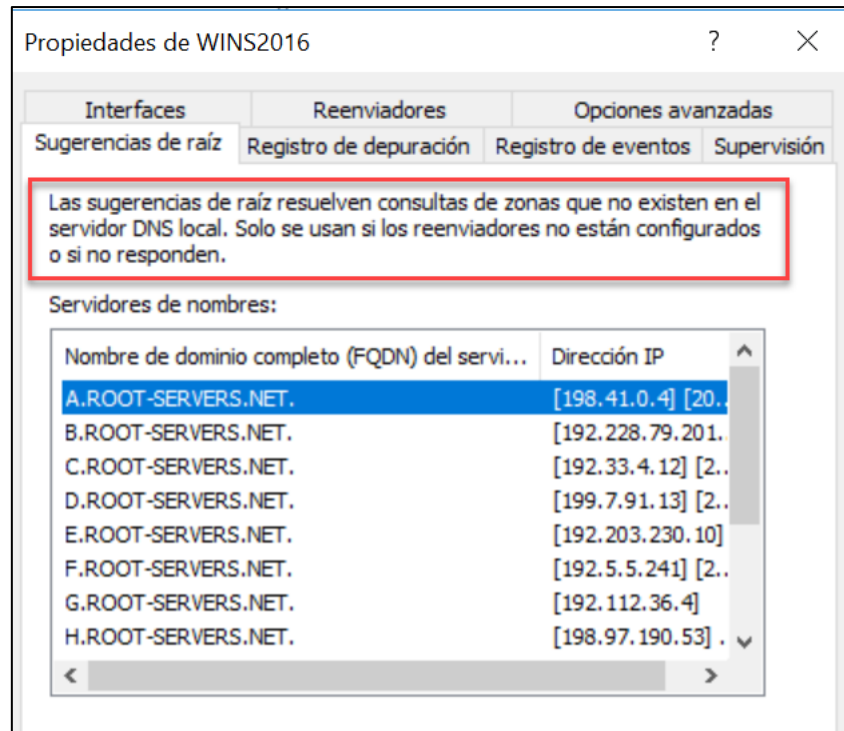 Propiedades de WINS2016 ? ×
Interfaces Reenviadores Opciones avanzadas
Sugerencias de raíz Registro de depuración Registro de eventos Supervisión
Las sugerencias de raíz resuelven consultas de zonas que no existen en el
servidor DNS local. Solo se usan si los reenviadores no están configurados
o si no responden.
Servidores de nombres:
Nombre de dominio completo (FQDN) del servi... Dirección IP
A.ROOT-SERVERS.NET. [198.41.0.4] [20..
B.ROOT-SERVERS.NET. [192.228.79.201.
C.ROOT-SERVERS.NET. [192.33.4.12] [2..
D.ROOT-SERVERS.NET. [199.7.91.13] [2..
E.ROOT-SERVERS.NET. [192.203.230.10]
F.ROOT-SERVERS.NET. [192.5.5.241] [2..
G.ROOT-SERVERS.NET. [192.112.36.4]
H.ROOT-SERVERS.NET. [198.97.190.53] .